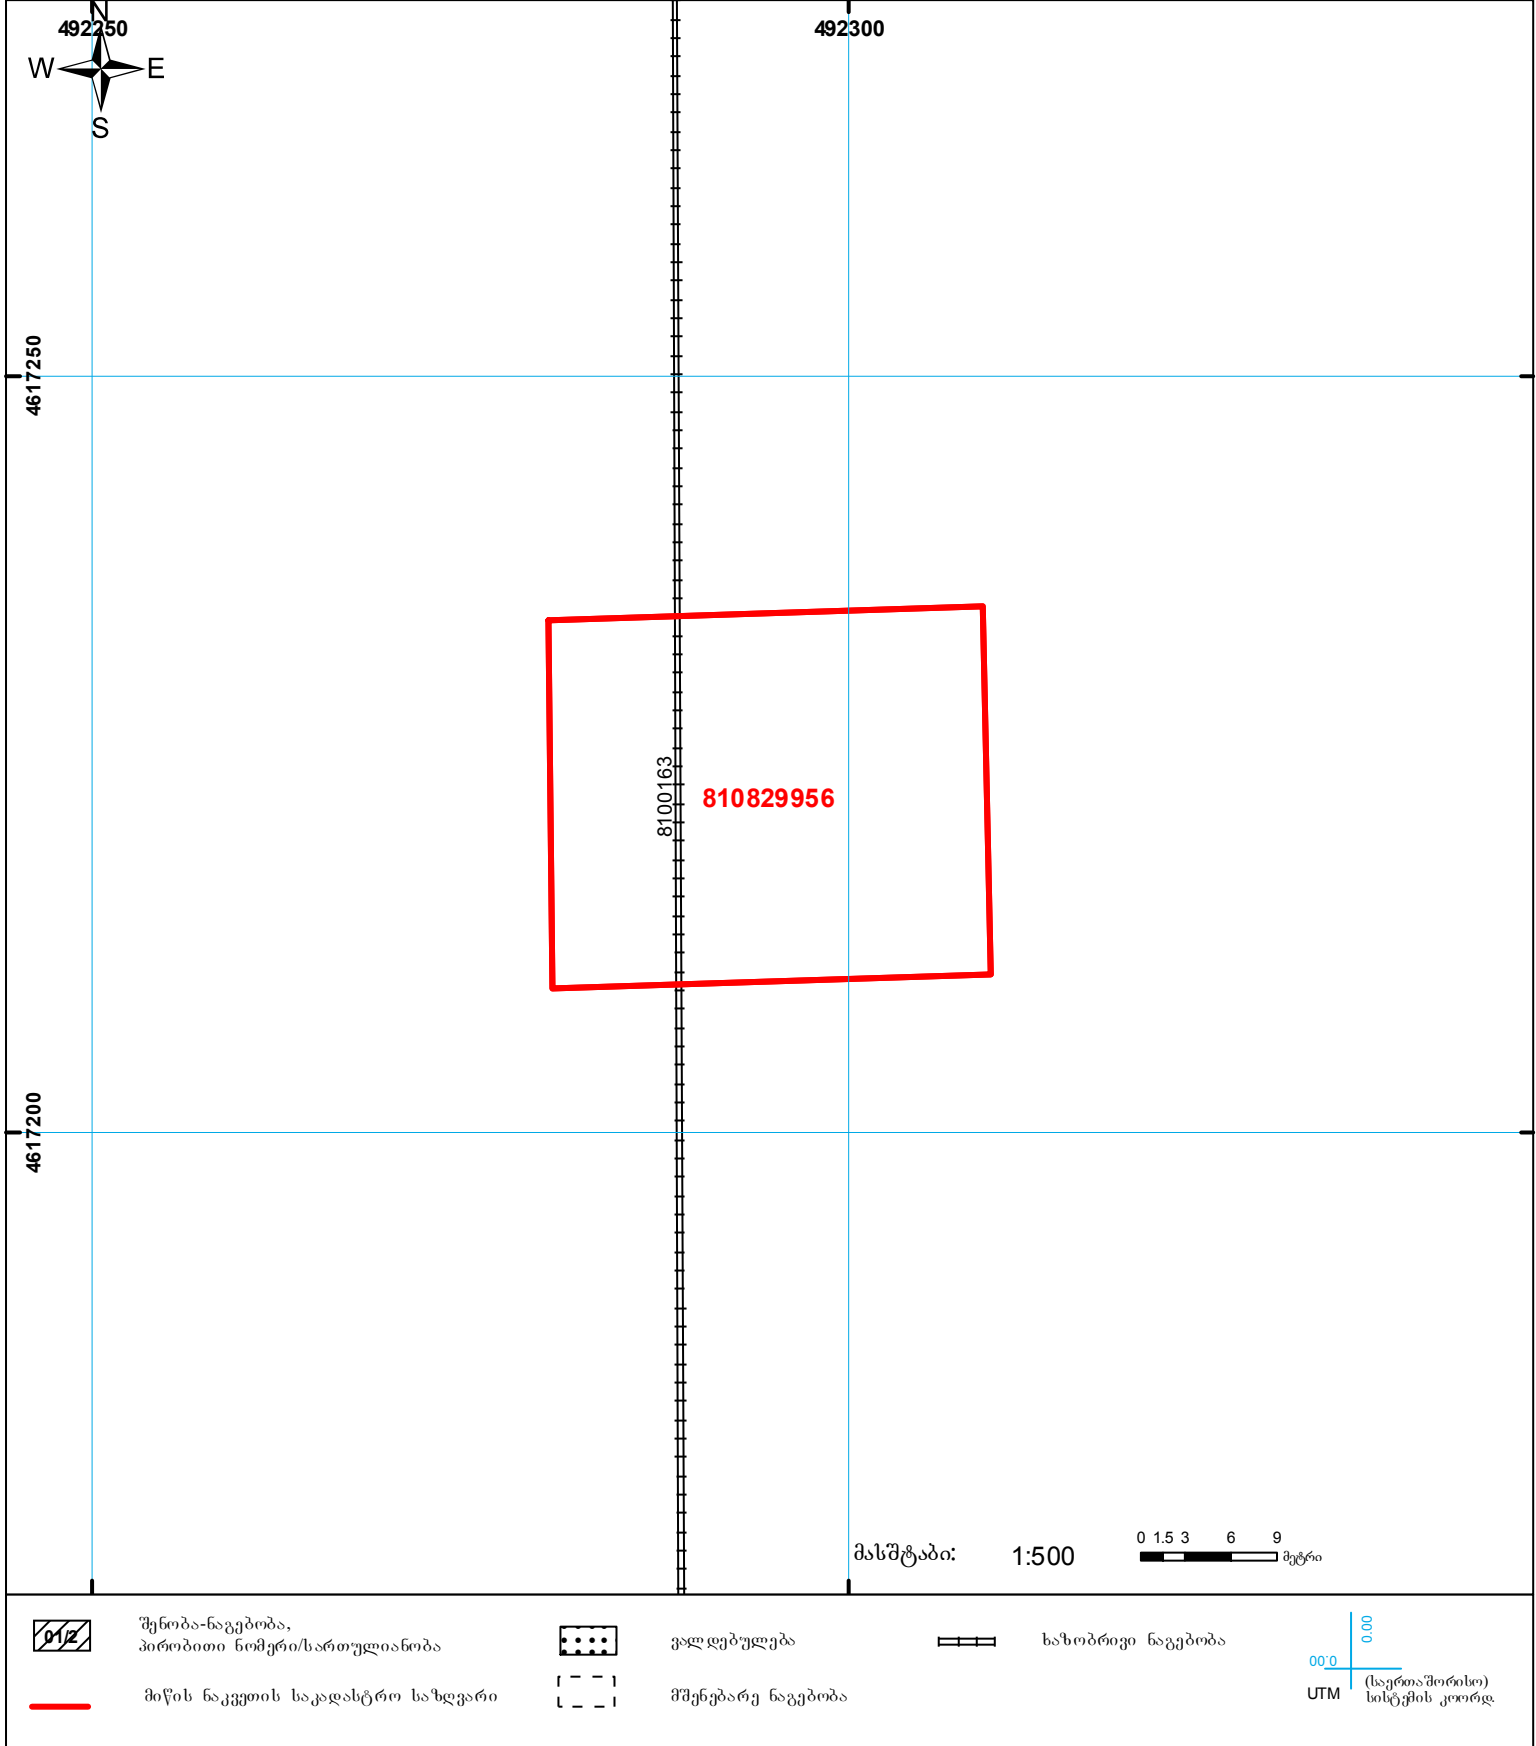 492250
492300
N
W E
S
4617250
8100163
810829956
4617200
მასშტაბი: 1:500
0 1.5 3 6 9
მეტრი
01/2
შენობა-ნაგებობა,
პირობითი ნომერი/სართულიანობა
ვალდებულება
ხაზობრივი ნაგებობა
მიწის ნაკვეთის საკადასტრო საზღვარი
მშენებარე ნაგებობა
0.00
0.00
UTM
(საერთაშორისო)
სისტემის კოორდ.